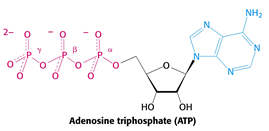 NH₂
2– – –
O O O N N
γ β α
P P P
O O O O O O O N N
O
HO OH
Adenosine triphosphate (ATP)